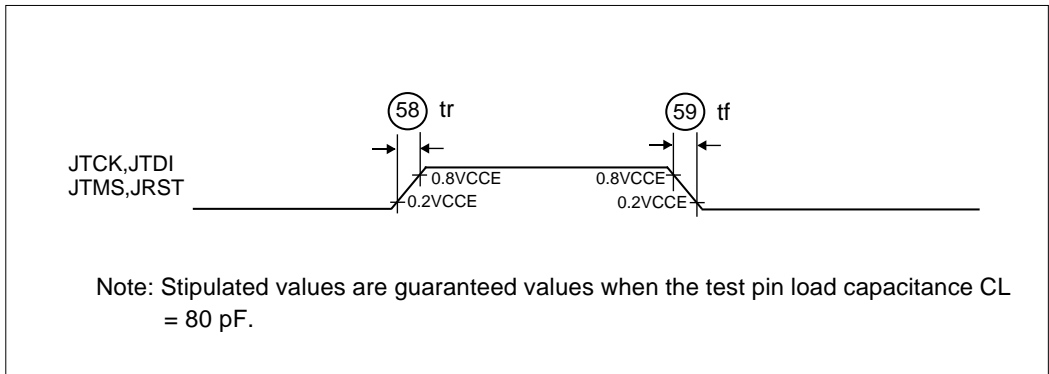 58 tr
59 tf
JTCK,JTDI
JTMS,JRST
0.8VCCE
0.8VCCE
0.2VCCE
0.2VCCE
Note: Stipulated values are guaranteed values when the test pin load capacitance CL
= 80 pF.